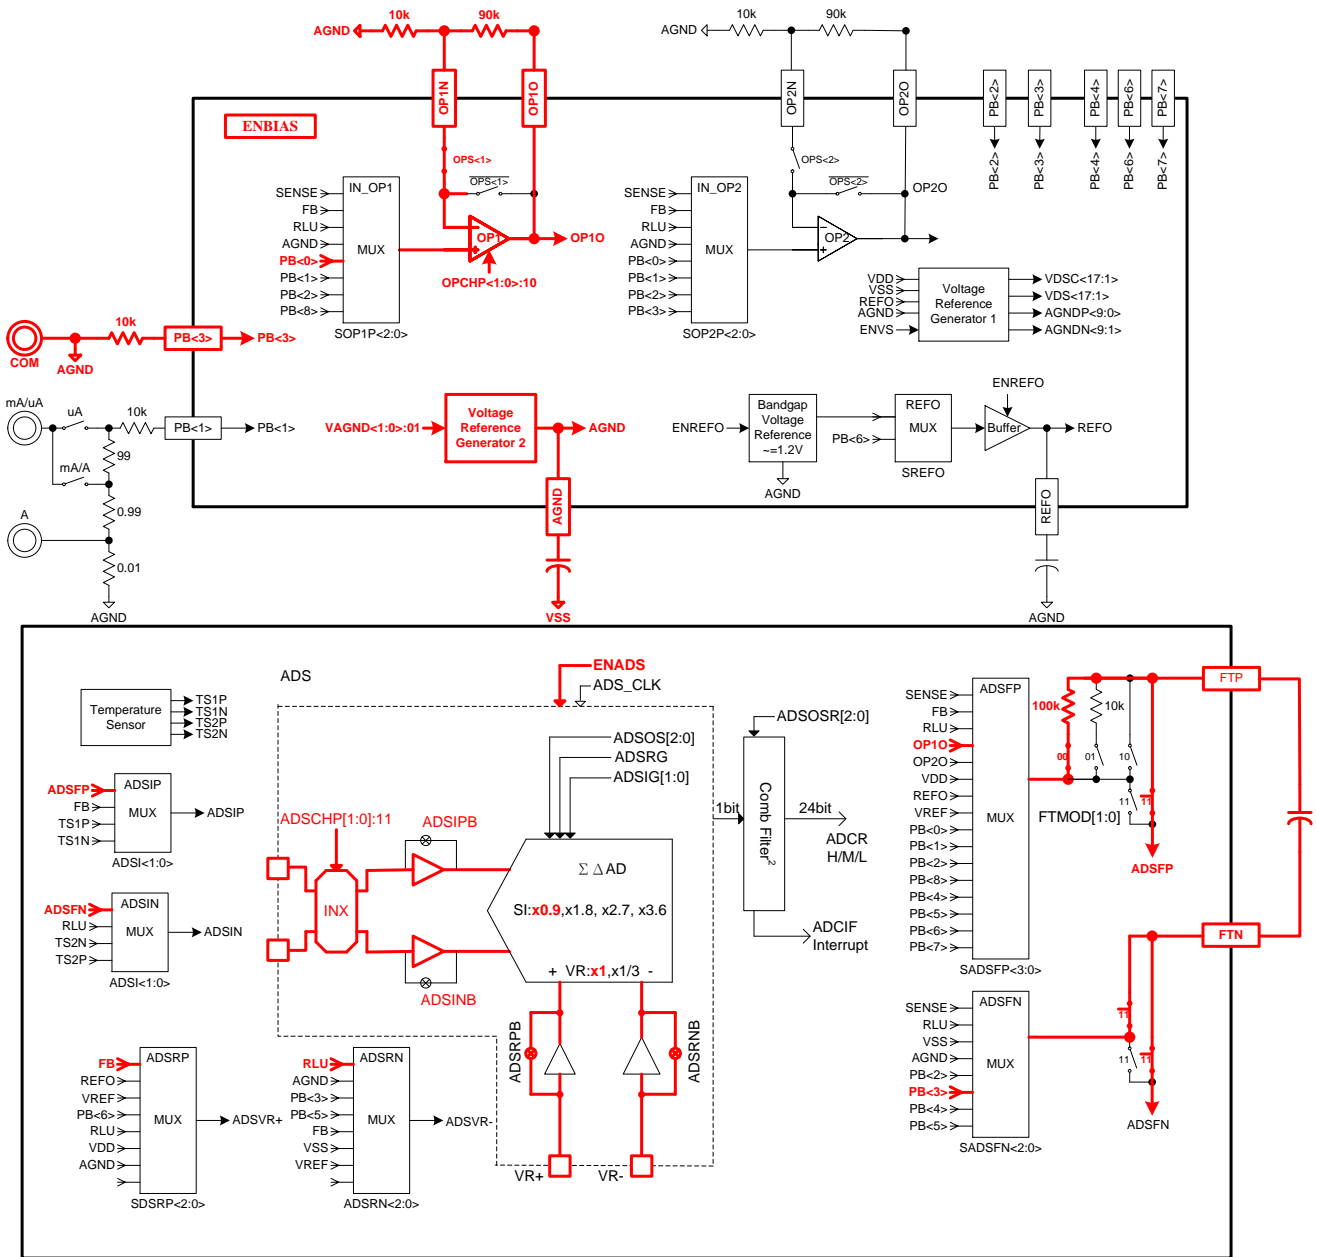 10k
90k
AGND
OP1N
OP1O
10k
90k
AGND
OP2N
OP2O
PB<2>
PB<3>
PB<4>
PB<6>
PB<7>
PB<2>
PB<3>
PB<4>
PB<6>
PB<7>
ENBIAS
OPS<1>
OPS<1>
IN_OP1
SENSE
FB
RLU
AGND
PB<0>
PB<1>
PB<2>
PB<8>
MUX
SOP1P<2:0>
OP1
OP1O
OPCHP<1:0>:10
OPS<2>
OPS<2>
OP2O
IN_OP2
SENSE
FB
RLU
AGND
PB<0>
PB<1>
PB<2>
PB<3>
MUX
SOP2P<2:0>
OP2
VDD
VSS
REFO
AGND
ENVS
Voltage
Reference
Generator 1
VDSC<17:1>
VDS<17:1>
AGNDP<9:0>
AGNDN<9:1>
COM
AGND
10k
PB<3>
PB<3>
mA/uA
uA
10k
PB<1>
PB<1>
99
mA/A
A
0.99
0.01
AGND
VAGND<1:0>:01
Voltage
Reference
Generator 2
AGND
AGND
VSS
ENREFO
Bandgap
Voltage
Reference
~=1.2V
AGND
PB<6>
REFO
MUX
SREFO
ENREFO
Buffer
REFO
REFO
AGND
ADS
ENADS
ADS_CLK
Temperature
Sensor
TS1P
TS1N
TS2P
TS2N
ADSFP
FB
TS1P
TS1N
ADSIP
MUX
ADSI<1:0>
ADSIP
ADSFN
RLU
TS2N
TS2P
ADSIN
MUX
ADSI<1:0>
ADSIN
ADSOS[2:0]
ADSRG
ADSIG[1:0]
ADSCHP[1:0]:11
INX
ADSIPB
ADSINB
Σ Δ AD
SI:x0.9,x1.8, x2.7, x3.6
+ VR:x1,x1/3 -
ADSRPB
ADSRNB
VR+
VR-
ADSOSR[2:0]
1bit
Comb Filter²
24bit
ADCR
H/M/L
ADCIF
Interrupt
FB
REFO
VREF
PB<6>
RLU
VDD
AGND
ADSRP
MUX
SDSRP<2:0>
ADSVR+
RLU
AGND
PB<3>
PB<5>
FB
VSS
VREF
ADSRN
MUX
ADSRN<2:0>
ADSVR-
SENSE
FB
RLU
OP1O
OP2O
VDD
REFO
VREF
PB<0>
PB<1>
PB<2>
PB<8>
PB<4>
PB<5>
PB<6>
PB<7>
ADSFP
MUX
SADSFP<3:0>
100k
10k
00
01
10
11
11
FTMOD[1:0]
ADSFP
FTP
FTN
SENSE
RLU
VSS
AGND
PB<2>
PB<3>
PB<4>
PB<5>
ADSFN
MUX
SADSFN<2:0>
11
11
11
ADSFN